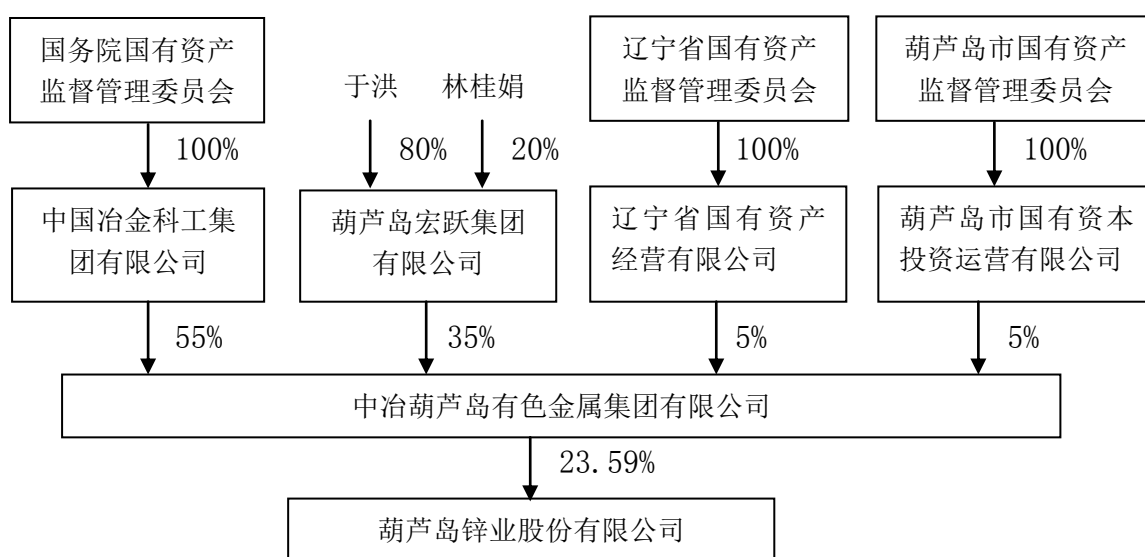 国务院国有资产
监督管理委员会
于洪
林桂娟
辽宁省国有资产
监督管理委员会
葫芦岛市国有资产
监督管理委员会
100%
80%
20%
100%
100%
中国冶金科工集
团有限公司
葫芦岛宏跃集团
有限公司
辽宁省国有资产
经营有限公司
葫芦岛市国有资本
投资运营有限公司
55%
35%
5%
5%
中冶葫芦岛有色金属集团有限公司
23.59%
葫芦岛锌业股份有限公司